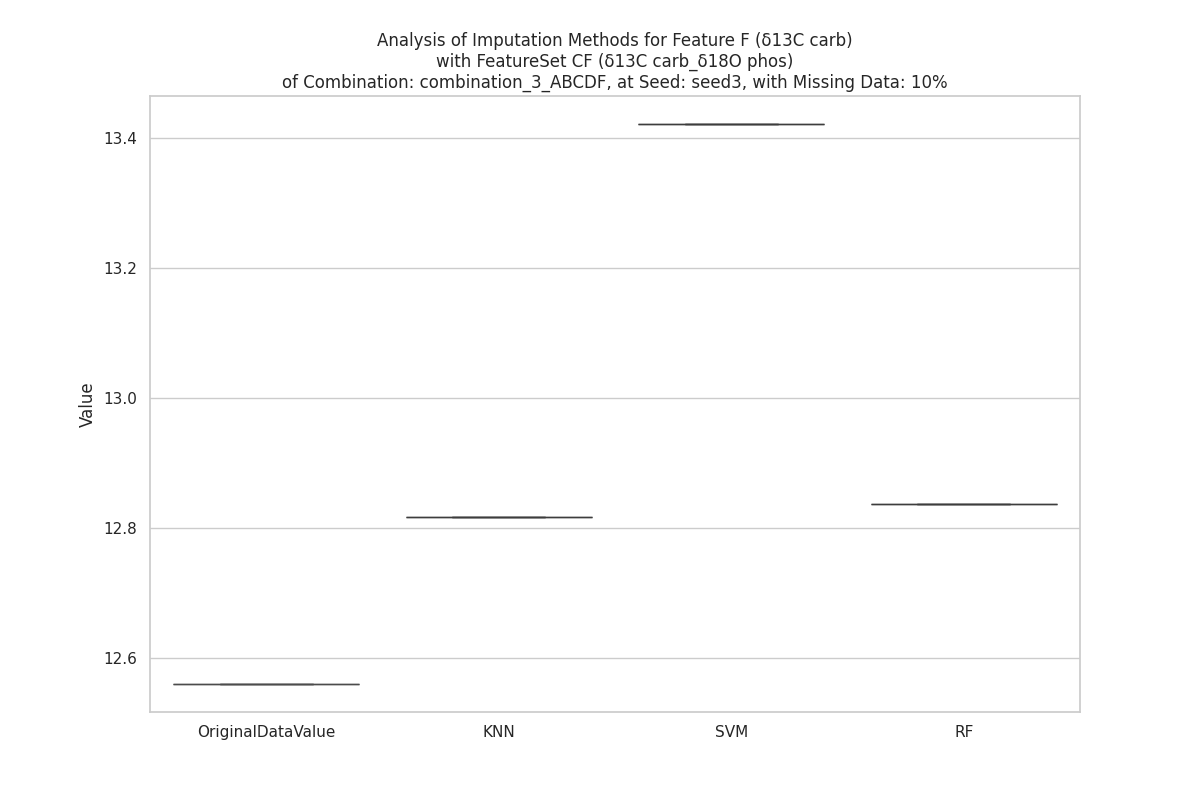 Analysis of Imputation Methods for Feature F (δ13C carb)
with FeatureSet CF (δ13C carb_δ18O phos)
of Combination: combination_3_ABCDF, at Seed: seed3, with Missing Data: 10%
Value
13.4
13.2
13.0
12.8
12.6
OriginalDataValue
KNN
SVM
RF